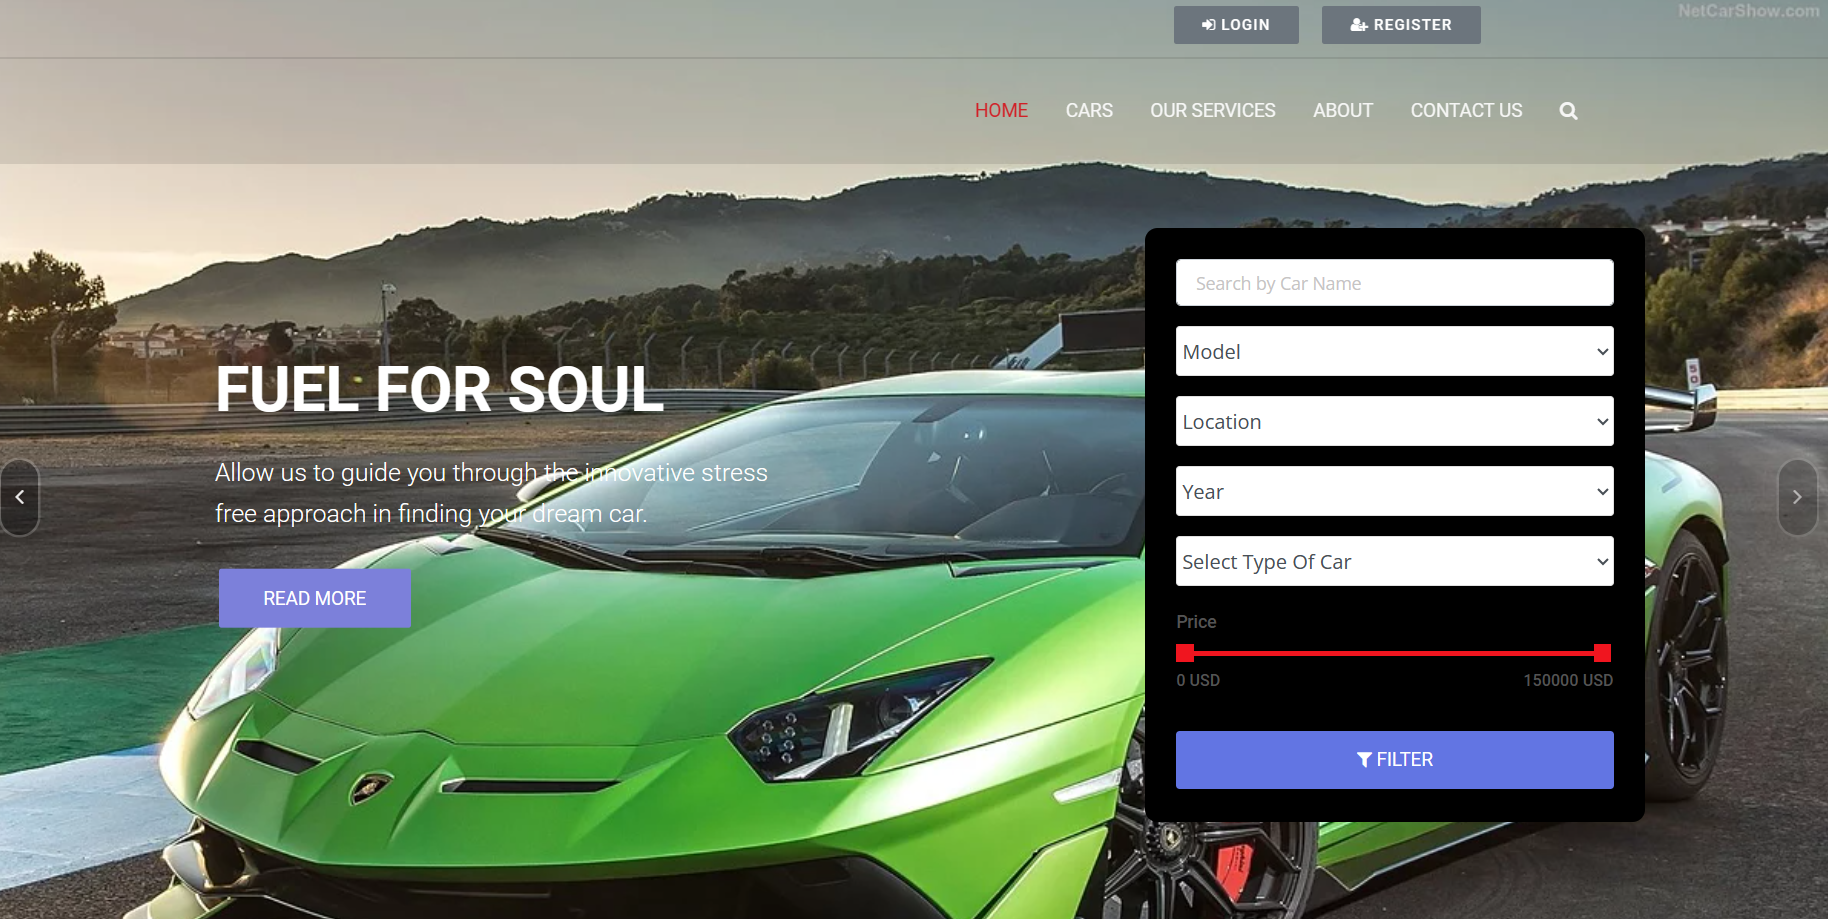 NetCarShow.com
LOGIN
REGISTER
HOME
CARS
OUR SERVICES
ABOUT
CONTACT US
FUEL FOR SOUL
Allow us to guide you through the innovative stress
free approach in finding your dream car.
READ MORE
Search by Car Name
Model
Location
Year
Select Type Of Car
Price
0 USD
150000 USD
FILTER
50